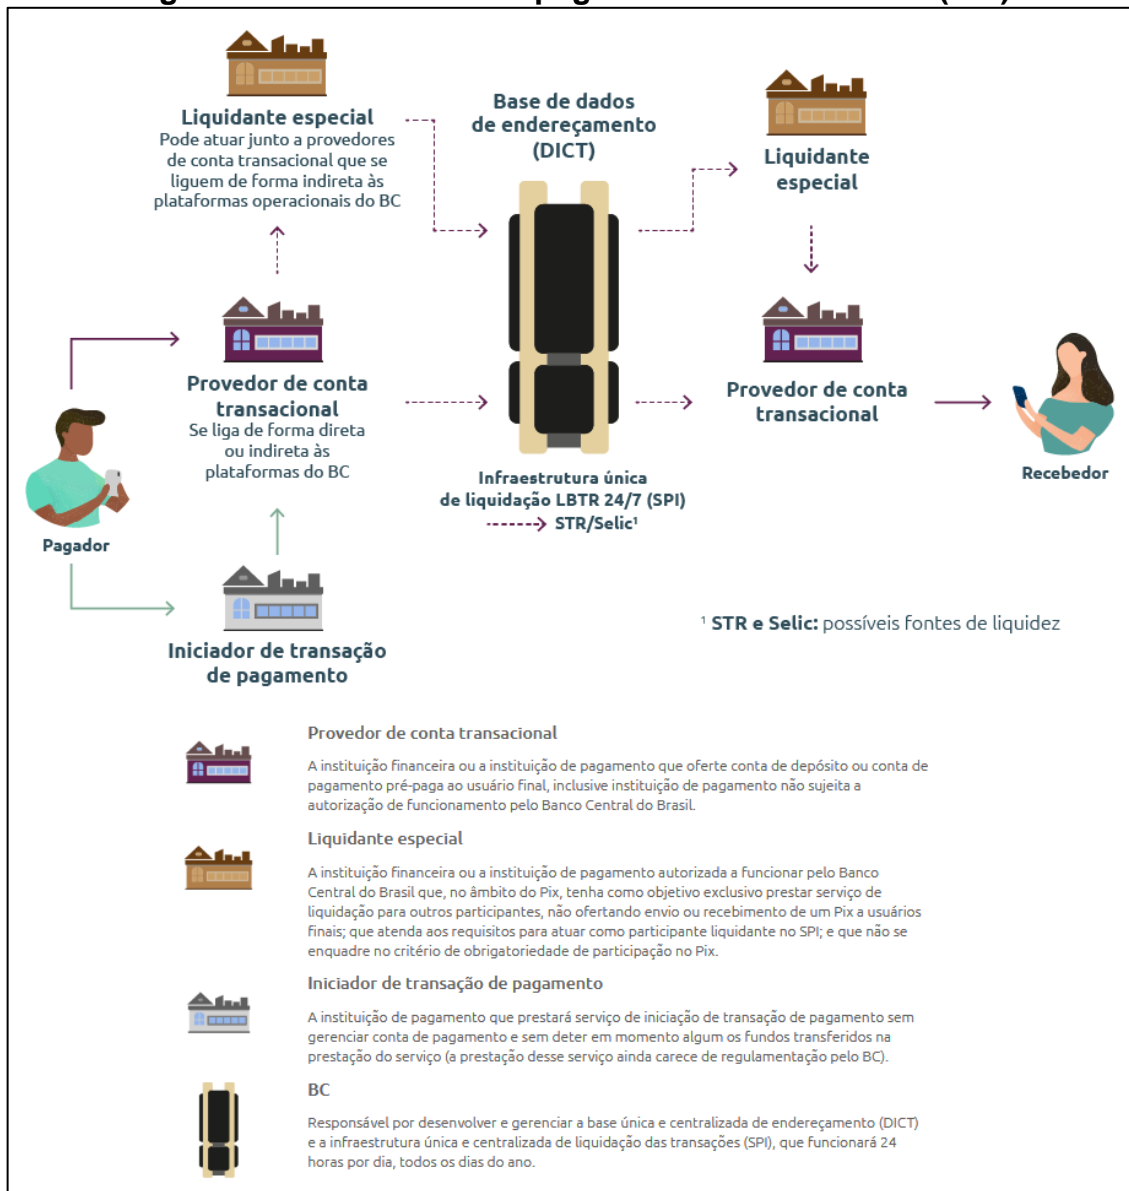 Liquidante especial
Pode atuar junto a provedores
de conta transacional que se
liguem de forma indireta às
plataformas operacionais do BC
Base de dados
de endereçamento
(DICT)
Liquidante
especial
Provedor de conta
transacional
Se liga de forma direta
ou indireta às
plataformas do BC
Provedor de conta
transacional
Pagador
Recebedor
Infraestrutura única
de liquidação LBTR 24/7 (SPI)
STR/Selic¹
Iniciador de transação
de pagamento
¹ STR e Selic: possíveis fontes de liquidez
Provedor de conta transacional
A instituição financeira ou a instituição de pagamento que oferte conta de depósito ou conta de
pagamento pré-paga ao usuário final, inclusive instituição de pagamento não sujeita a
autorização de funcionamento pelo Banco Central do Brasil.
Liquidante especial
A instituição financeira ou a instituição de pagamento autorizada a funcionar pelo Banco
Central do Brasil que, no âmbito do Pix, tenha como objetivo exclusivo prestar serviço de
liquidação para outros participantes, não ofertando envio ou recebimento de um Pix a usuários
finais; que atenda aos requisitos para atuar como participante liquidante no SPI; e que não se
enquadre no critério de obrigatoriedade de participação no Pix.
Iniciador de transação de pagamento
A instituição de pagamento que prestará serviço de iniciação de transação de pagamento sem
gerenciar conta de pagamento e sem deter em momento algum os fundos transferidos na
prestação do serviço (a prestação desse serviço ainda carece de regulamentação pelo BC).
BC
Responsável por desenvolver e gerenciar a base única e centralizada de endereçamento (DICT)
e a infraestrutura única e centralizada de liquidação das transações (SPI), que funcionará 24
horas por dia, todos os dias do ano.